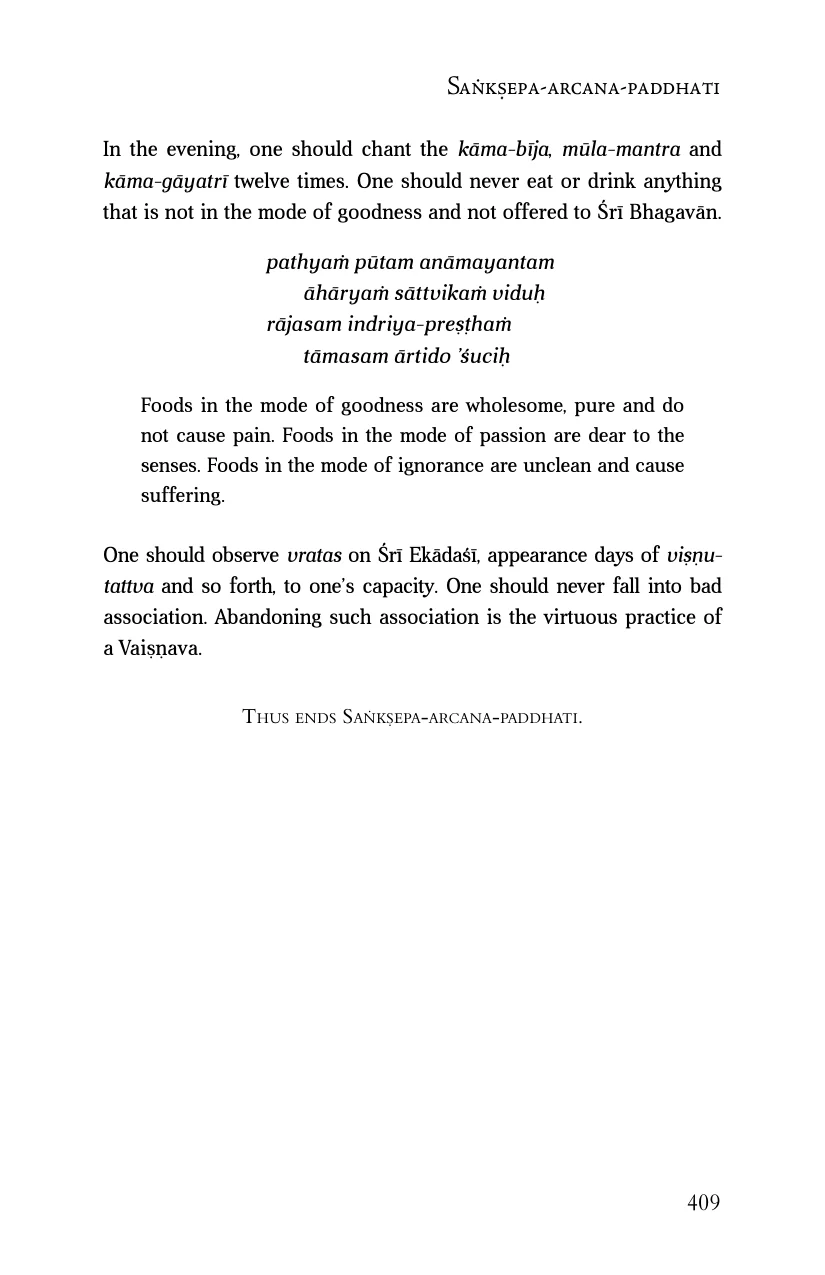 Saṅkṣepa-arcana-paddhati
In the evening, one should chant the kāma-bīja, mūla-mantra and
kāma-gāyatrī twelve times. One should never eat or drink anything
that is not in the mode of goodness and not offered to Śrī Bhagavān.
pathyaṁ pūtam anāmayantam
āhāryaṁ sāttvikaṁ viduḥ
rājasam indriya-preṣṭhaṁ
tāmasam ārtido ’śuciḥ
Foods in the mode of goodness are wholesome, pure and do
not cause pain. Foods in the mode of passion are dear to the
senses. Foods in the mode of ignorance are unclean and cause
suffering.
One should observe vratas on Śrī Ekādaśī, appearance days of viṣṇu-
tattva and so forth, to one’s capacity. One should never fall into bad
association. Abandoning such association is the virtuous practice of
a Vaiṣṇava.
Thus ends Saṅkṣepa-arcana-paddhati.
409